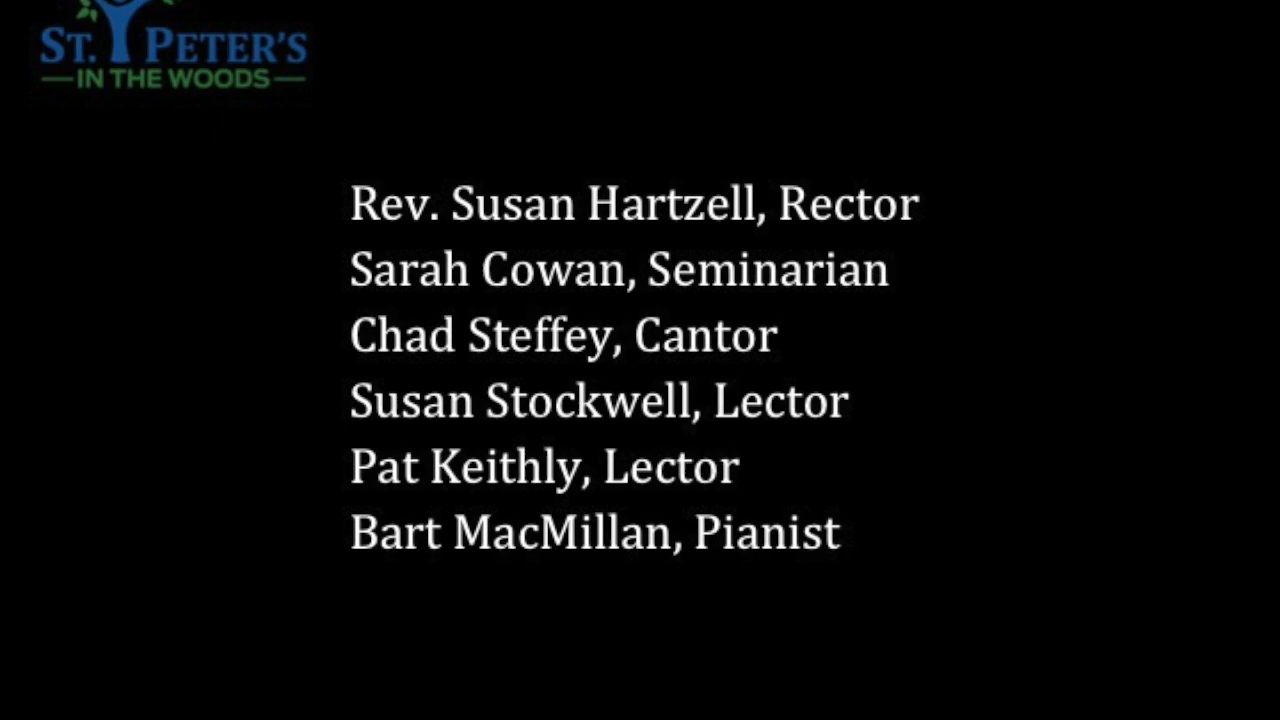 ST. PETER'S
IN THE WOODS
Rev. Susan Hartzell, Rector
Sarah Cowan, Seminarian
Chad Steffey, Cantor
Susan Stockwell, Lector
Pat Keithly, Lector
Bart MacMillan, Pianist